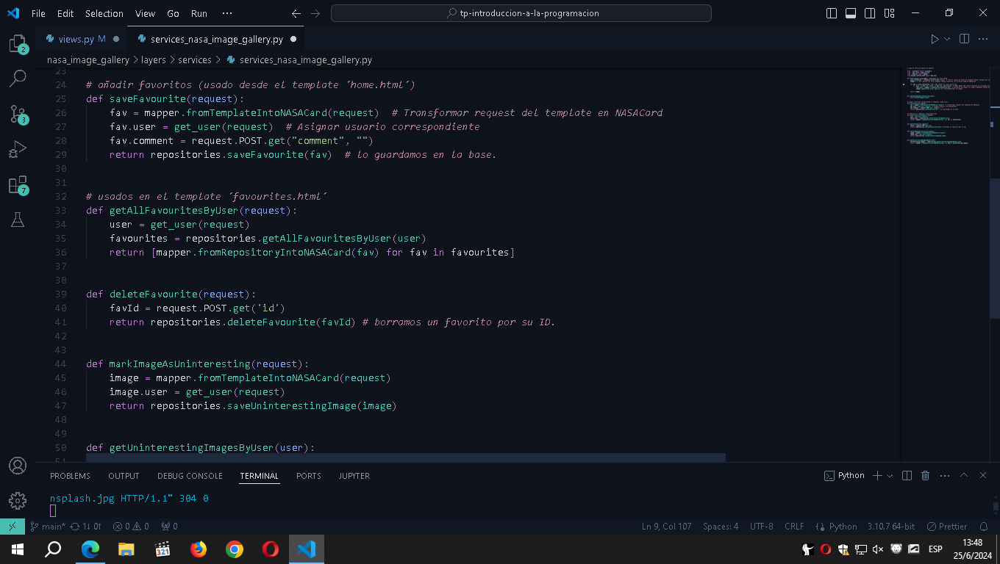 File Edit Selection View Go Run ··· tp-introduccion-a-la-programacion
views.py M services_nasa_image_gallery.py
nasa_image_gallery > layers > services > services_nasa_image_gallery.py
23
24 # añadir favoritos (usado desde el template ´home.html´)
25 def saveFavourite(request):
26 fav = mapper.fromTemplateIntoNASACard(request)  # Transformar request del template en NASACard
27 fav.user = get_user(request)  # Asignar usuario correspondiente
28 fav.comment = request.POST.get("comment", "")
29 return repositories.saveFavourite(fav)  # lo guardamos en la base.
30
31
32 # usados en el template ´favourites.html´
33 def getAllFavouritesByUser(request):
34 user = get_user(request)
35 favourites = repositories.getAllFavouritesByUser(user)
36 return [mapper.fromRepositoryIntoNASACard(fav) for fav in favourites]
37
38
39 def deleteFavourite(request):
40 favId = request.POST.get('id')
41 return repositories.deleteFavourite(favId) # borramos un favorito por su ID.
42
43
44 def markImageAsUninteresting(request):
45 image = mapper.fromTemplateIntoNASACard(request)
46 image.user = get_user(request)
47 return repositories.saveUninterestingImage(image)
48
49
50 def getUninterestingImagesByUser(user):
51
2
3
7
PROBLEMS OUTPUT DEBUG CONSOLE TERMINAL PORTS JUPYTER Python
nsplash.jpg HTTP/1.1" 304 0
main* 1↓ 0↑ 0 0 0 Ln 9, Col 107 Spaces: 4 UTF-8 CRLF Python 3.10.7 64-bit Prettier
321 ESP 13:48
25/6/2024